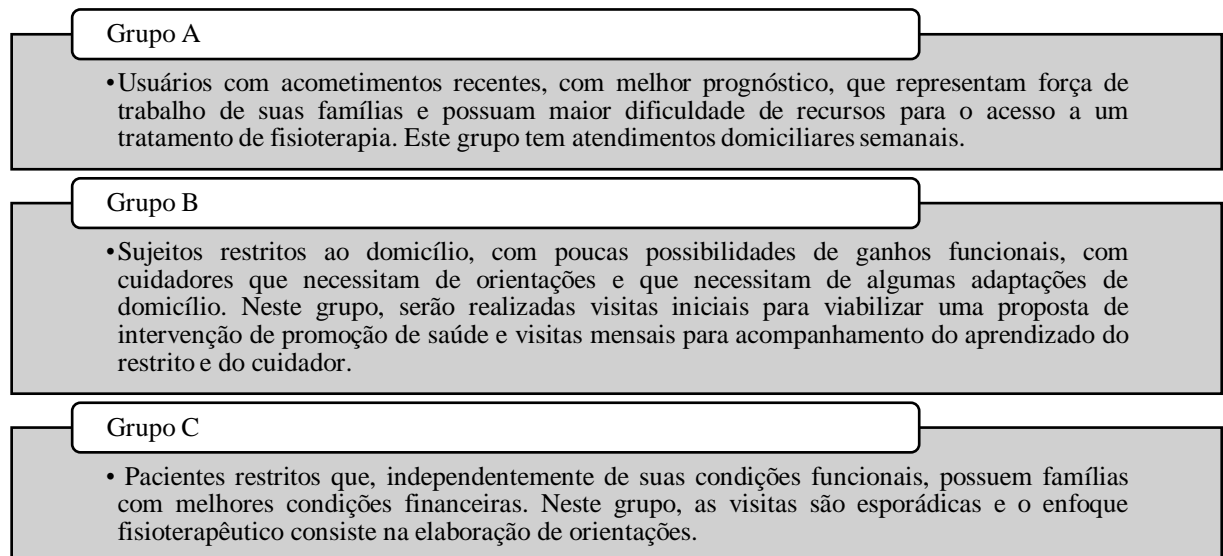 Grupo A
•Usuários com acometimentos recentes, com melhor prognóstico, que representam força de
trabalho de suas famílias e possuam maior dificuldade de recursos para o acesso a um
tratamento de fisioterapia. Este grupo tem atendimentos domiciliares semanais.
Grupo B
•Sujeitos restritos ao domicílio, com poucas possibilidades de ganhos funcionais, com
cuidadores que necessitam de orientações e que necessitam de algumas adaptações de
domicílio. Neste grupo, serão realizadas visitas iniciais para viabilizar uma proposta de
intervenção de promoção de saúde e visitas mensais para acompanhamento do aprendizado do
restrito e do cuidador.
Grupo C
• Pacientes restritos que, independentemente de suas condições funcionais, possuem famílias
com melhores condições financeiras. Neste grupo, as visitas são esporádicas e o enfoque
fisioterapêutico consiste na elaboração de orientações.